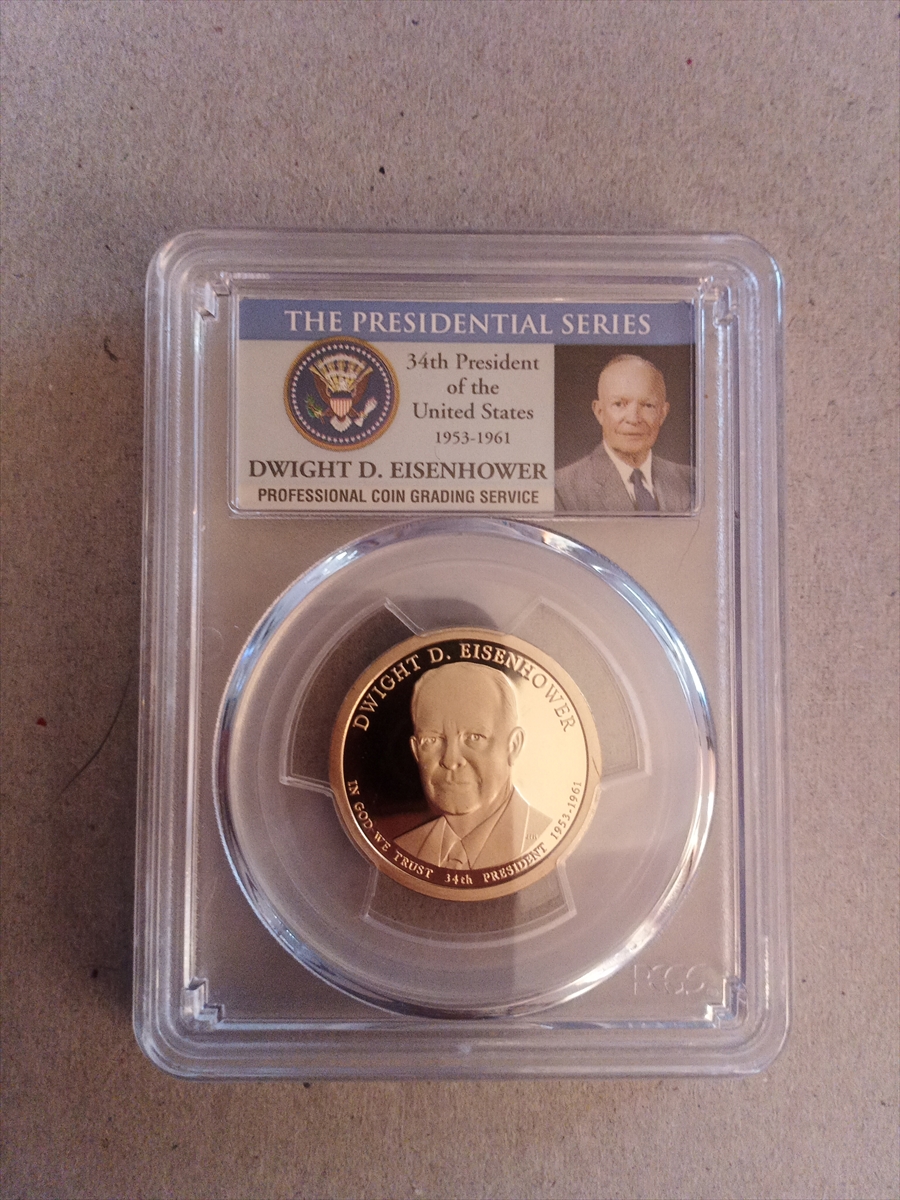 THE PRESIDENTIAL SERIES
34th President
of the
United States
1953-1961
DWIGHT D. EISENHOWER
PROFESSIONAL COIN GRADING SERVICE
DWIGHT D. EISENHOWER
IN GOD WE TRUST 34th PRESIDENT 1953-1961
PCGS